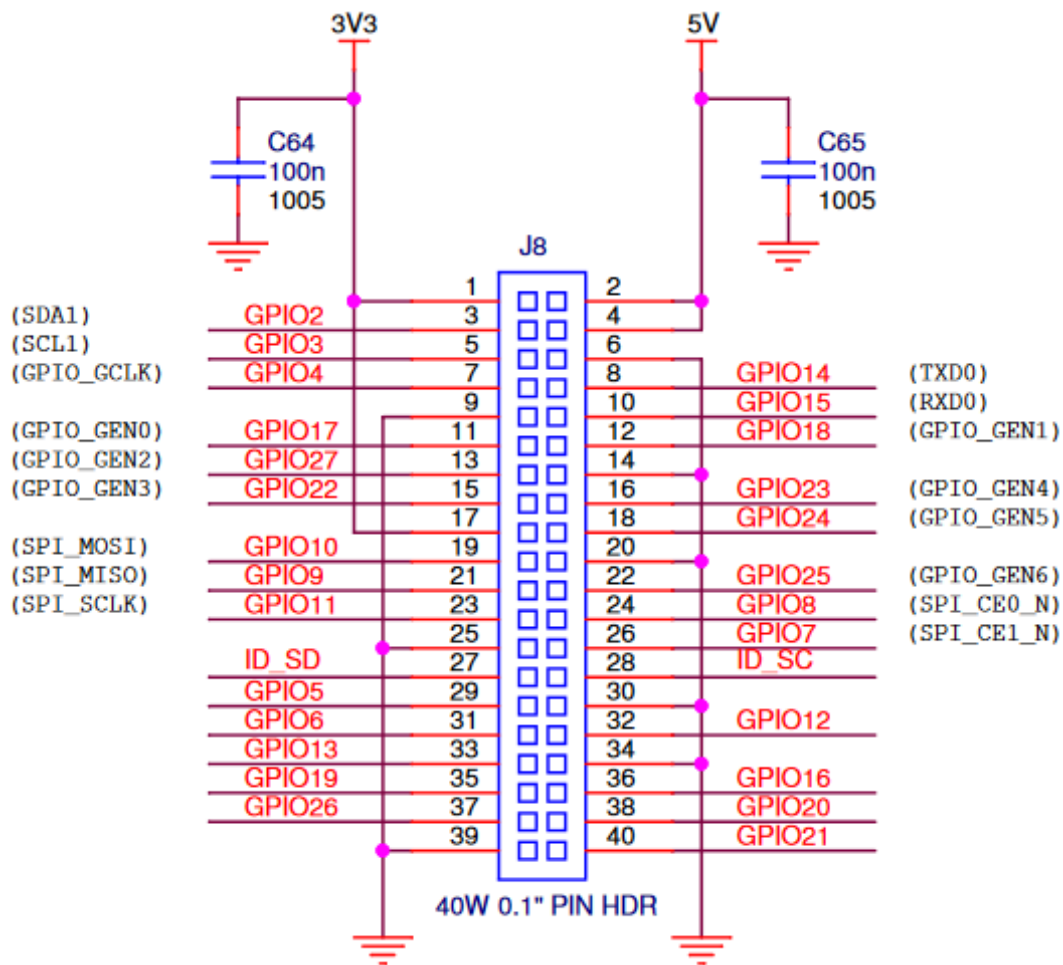 3V3 5V
C64 C65
100n 100n
1005 1005
J8
1 2
(SDA1) GPIO2 3 4
(SCL1) GPIO3 5 6
(GPIO_GCLK) GPIO4 7 8 GPIO14 (TXD0)
9 10 GPIO15 (RXD0)
(GPIO_GEN0) GPIO17 11 12 GPIO18 (GPIO_GEN1)
(GPIO_GEN2) GPIO27 13 14
(GPIO_GEN3) GPIO22 15 16 GPIO23 (GPIO_GEN4)
17 18 GPIO24 (GPIO_GEN5)
(SPI_MOSI) GPIO10 19 20
(SPI_MISO) GPIO9 21 22 GPIO25 (GPIO_GEN6)
(SPI_SCLK) GPIO11 23 24 GPIO8 (SPI_CE0_N)
25 26 GPIO7 (SPI_CE1_N)
ID_SD 27 28 ID_SC
GPIO5 29 30
GPIO6 31 32 GPIO12
GPIO13 33 34
GPIO19 35 36 GPIO16
GPIO26 37 38 GPIO20
39 40 GPIO21
40W 0.1" PIN HDR